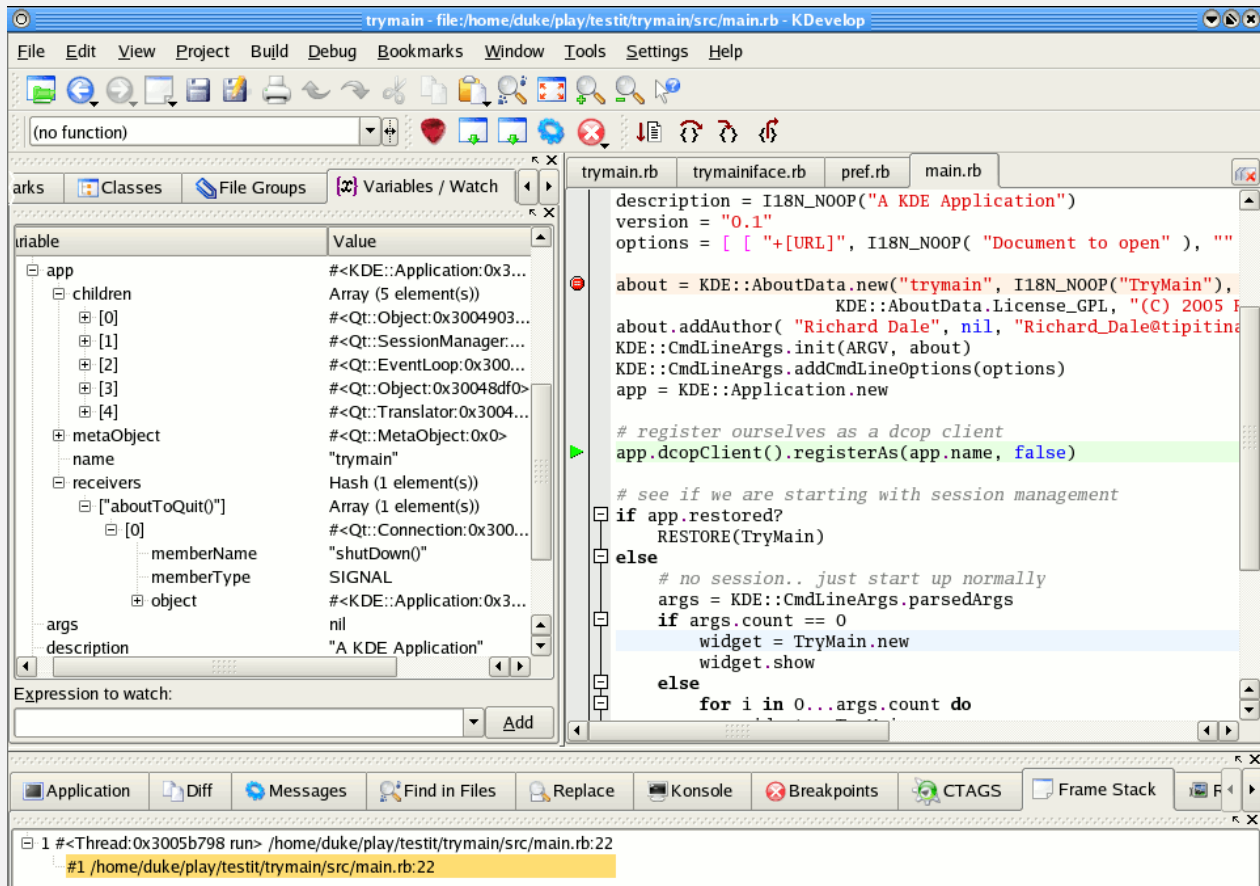 trymain - file:/home/duke/play/testit/trymain/src/main.rb - KDevelop
File Edit View Project Build Debug Bookmarks Window Tools Settings Help
(no function)
arks Classes File Groups {x} Variables / Watch
ariable Value
app #<KDE::Application:0x3...
children Array (5 element(s))
[0] #<Qt::Object:0x3004903...
[1] #<Qt::SessionManager:...
[2] #<Qt::EventLoop:0x300...
[3] #<Qt::Object:0x30048df0>
[4] #<Qt::Translator:0x3004...
metaObject #<Qt::MetaObject:0x0>
name "trymain"
receivers Hash (1 element(s))
["aboutToQuit()"] Array (1 element(s))
[0] #<Qt::Connection:0x300...
memberName "shutDown()"
memberType SIGNAL
object #<KDE::Application:0x3...
args nil
description "A KDE Application"
Expression to watch:
Add
trymain.rb trymainiface.rb pref.rb main.rb
description = I18N_NOOP("A KDE Application")
version = "0.1"
options = [ [ "+[URL]", I18N_NOOP( "Document to open" ), ""
about = KDE::AboutData.new("trymain", I18N_NOOP("TryMain"),
KDE::AboutData.License_GPL, "(C) 2005
about.addAuthor( "Richard Dale", nil, "Richard_Dale@tipitina
KDE::CmdLineArgs.init(ARGV, about)
KDE::CmdLineArgs.addCmdLineOptions(options)
app = KDE::Application.new
# register ourselves as a dcop client
app.dcopClient().registerAs(app.name, false)
# see if we are starting with session management
if app.restored?
RESTORE(TryMain)
else
# no session.. just start up normally
args = KDE::CmdLineArgs.parsedArgs
if args.count == 0
widget = TryMain.new
widget.show
else
for i in 0...args.count do
Application Diff Messages Find in Files Replace Konsole Breakpoints CTAGS Frame Stack
1 #<Thread:0x3005b798 run> /home/duke/play/testit/trymain/src/main.rb:22
#1 /home/duke/play/testit/trymain/src/main.rb:22